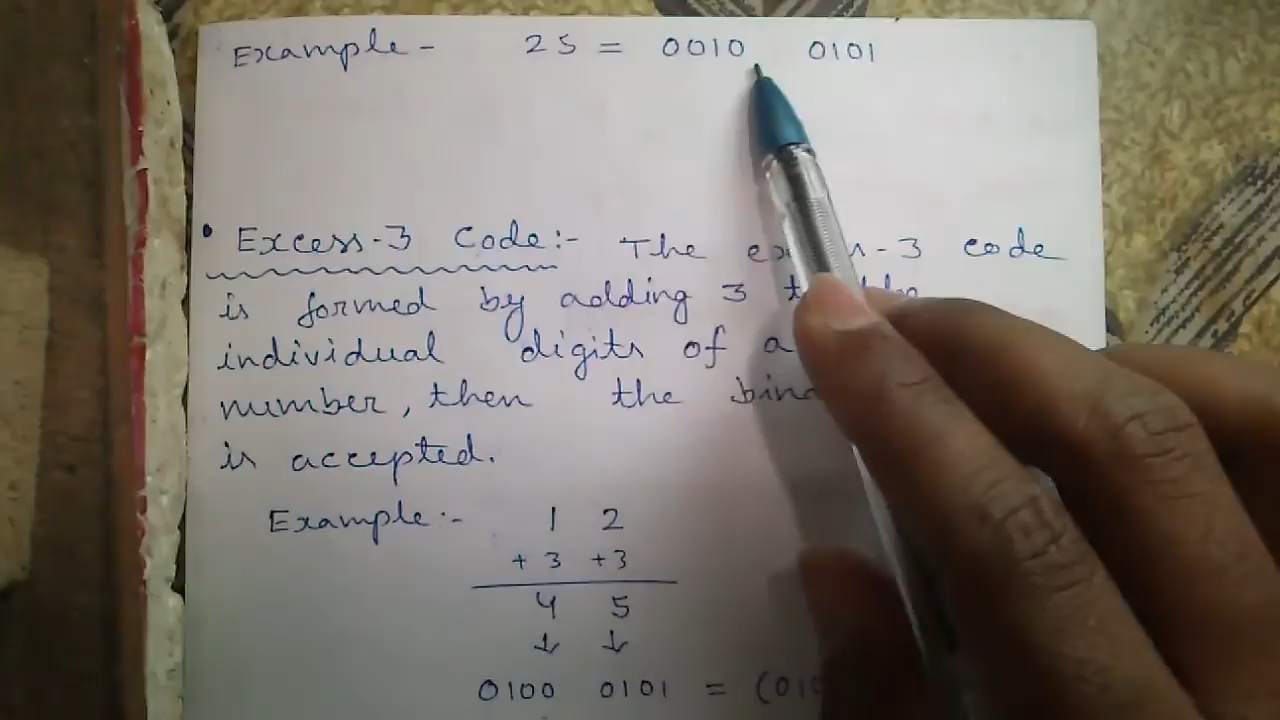 Example - 25 = 0010 0101
• Excess-3 Code:- The - 3 code
is formed by adding 3
individual digits of a
number, then the
is accepted.
Example:- 1 2
+ 3 + 3
4 5
↓ ↓
0100 0101 = (010